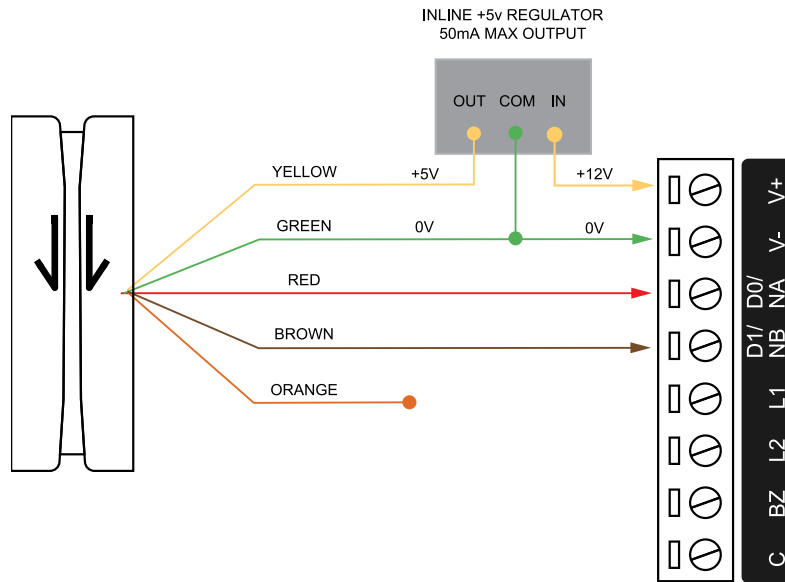 INLINE +5v REGULATOR
50mA MAX OUTPUT
OUT COM IN
YELLOW +5V +12V
GREEN 0V 0V
RED
BROWN
ORANGE
V+
V-
D0/
NA
D1/
NB
L1
L2
BZ
C